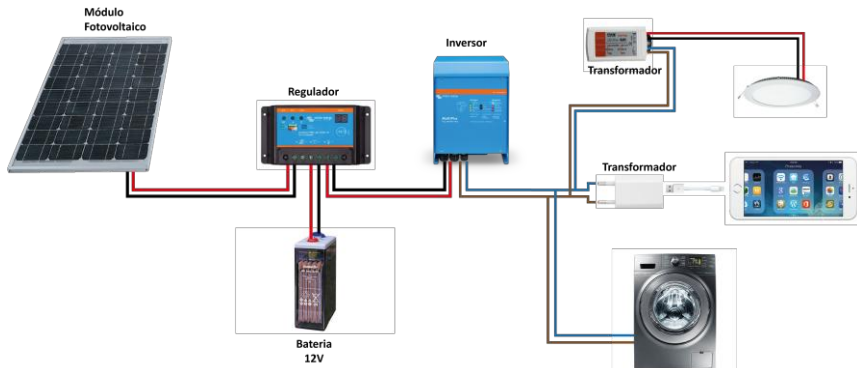 Módulo
Fotovoltaico
Regulador
Inversor
Transformador
Transformador
Bateria
12V